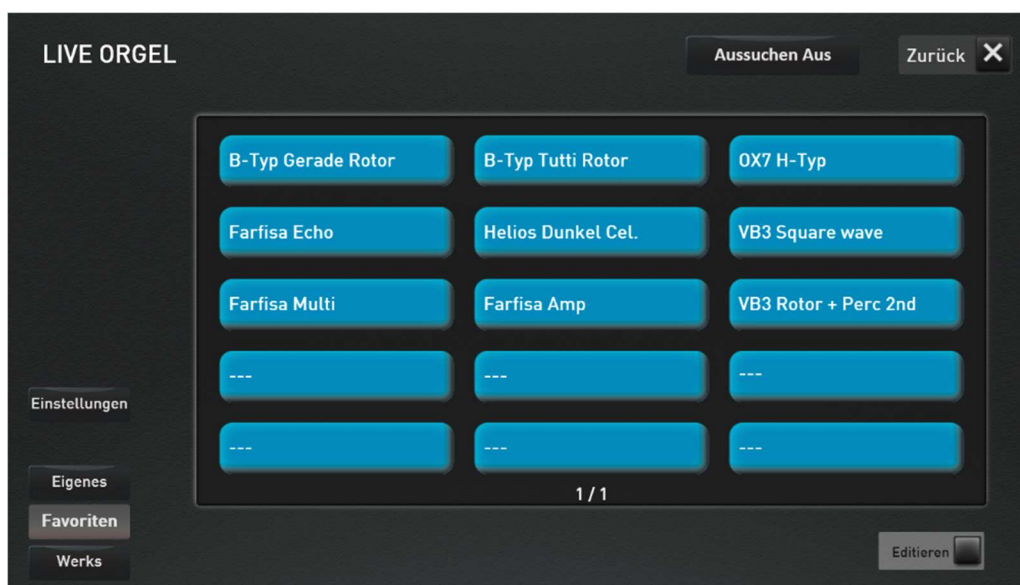 LIVE ORGEL
Aussuchen Aus
Zurück X
B-Typ Gerade Rotor
B-Typ Tutti Rotor
OX7 H-Typ
Farfisa Echo
Helios Dunkel Cel.
VB3 Square wave
Farfisa Multi
Farfisa Amp
VB3 Rotor + Perc 2nd
---
---
---
---
---
---
1 / 1
Einstellungen
Eigenes
Favoriten
Werks
Editieren